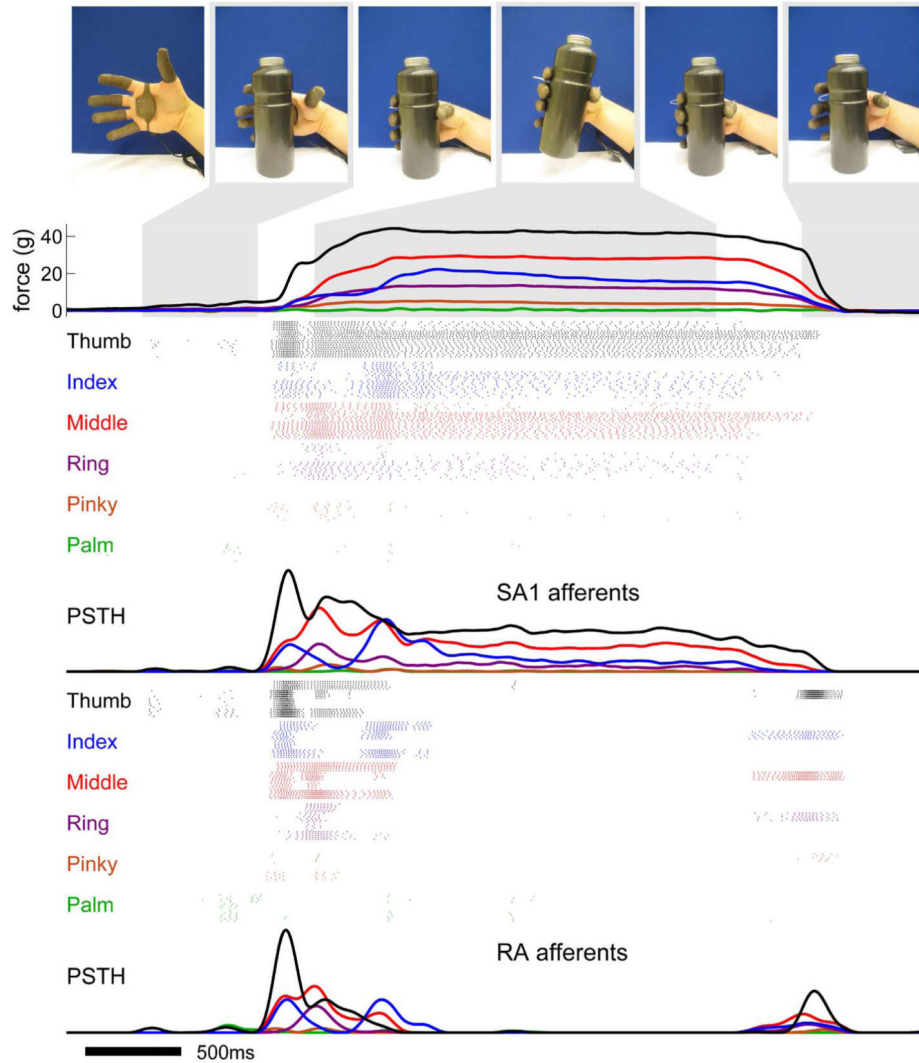 40
20
0
force (g)
Thumb
Index
Middle
Ring
Pinky
Palm
PSTH
SA1 afferents
Thumb
Index
Middle
Ring
Pinky
Palm
PSTH
RA afferents
500ms